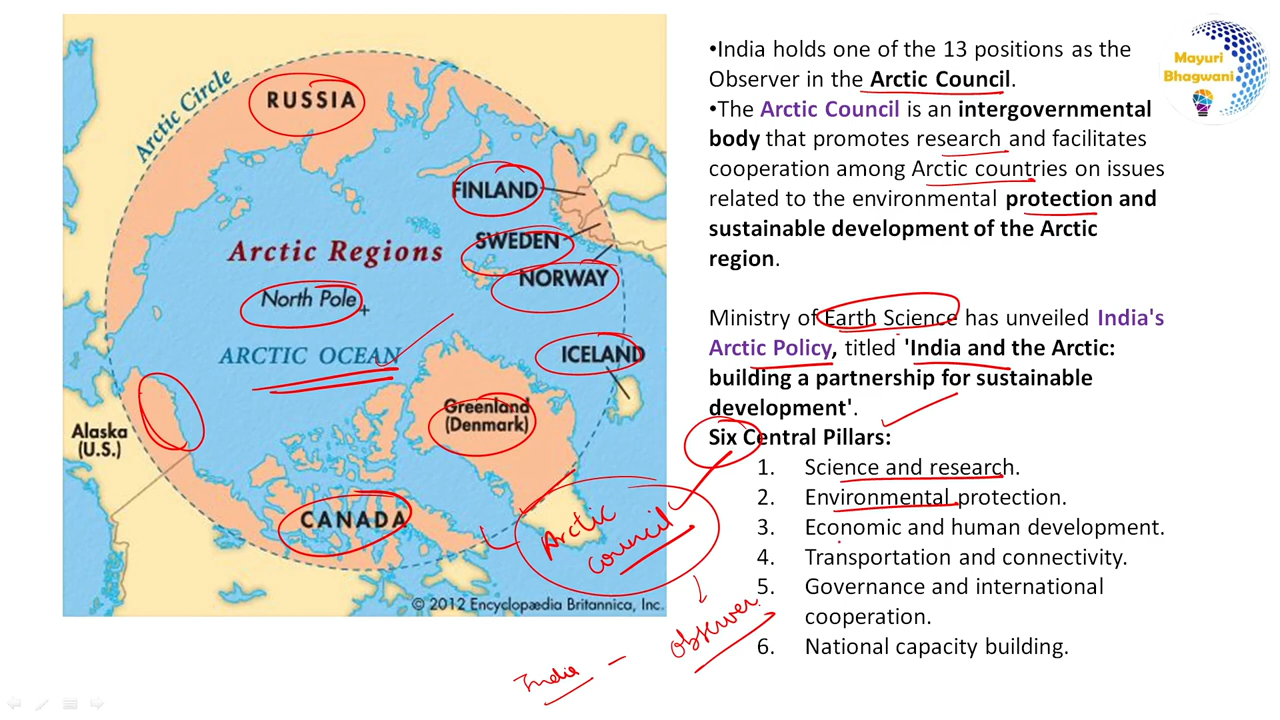 Arctic Circle
RUSSIA
FINLAND
SWEDEN
NORWAY
Arctic Regions
North Pole
ARCTIC OCEAN
ICELAND
Greenland
(Denmark)
Alaska
(U.S.)
CANADA
© 2012 Encyclopædia Britannica, Inc.
Arctic
council
observer
India –
•India holds one of the 13 positions as the
Observer in the Arctic Council.
•The Arctic Council is an intergovernmental
body that promotes research and facilitates
cooperation among Arctic countries on issues
related to the environmental protection and
sustainable development of the Arctic
region.
Ministry of Earth Science has unveiled India's
Arctic Policy, titled 'India and the Arctic:
building a partnership for sustainable
development'.
Six Central Pillars:
1. Science and research.
2. Environmental protection.
3. Economic and human development.
4. Transportation and connectivity.
5. Governance and international
cooperation.
6. National capacity building.
Mayuri
Bhagwani